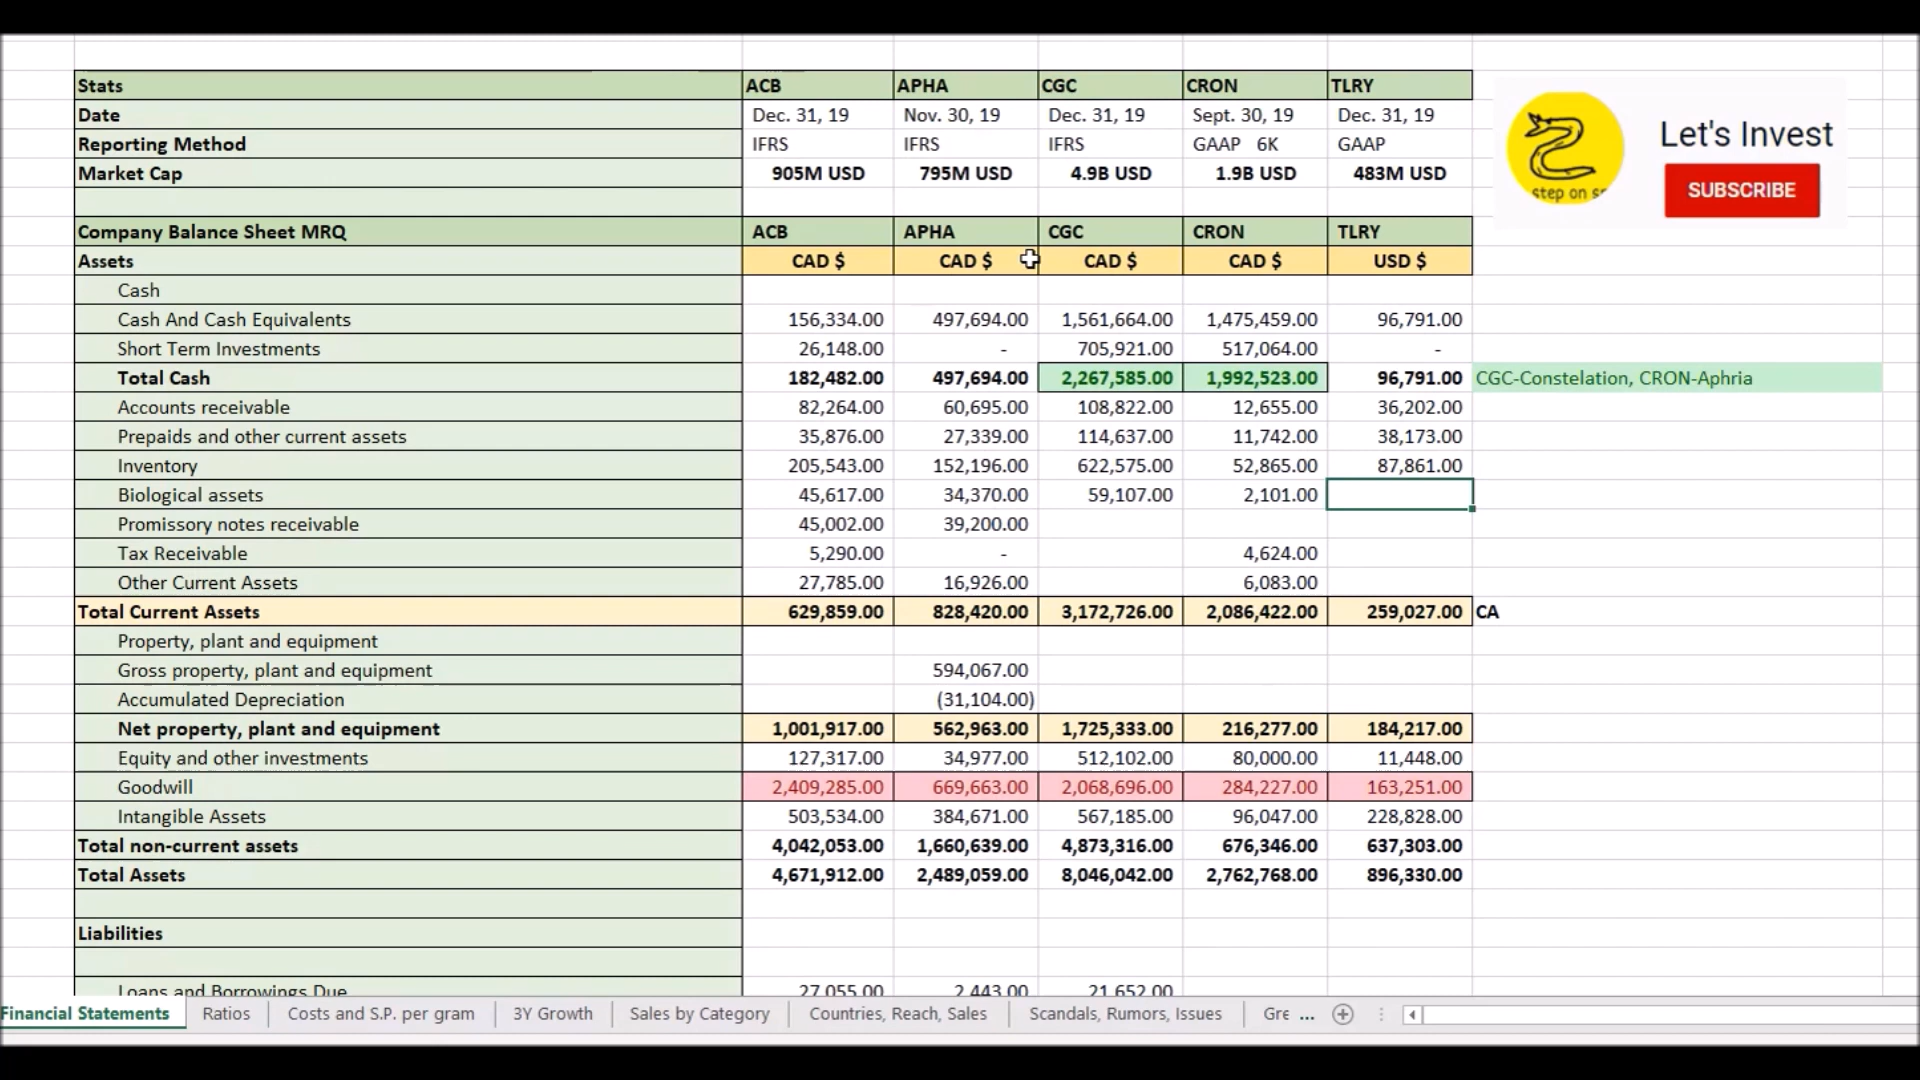 Stats ACB APHA CGC CRON TLRY
Date Dec. 31, 19 Nov. 30, 19 Dec. 31, 19 Sept. 30, 19 Dec. 31, 19
Reporting Method IFRS IFRS IFRS GAAP 6K GAAP
Market Cap 905M USD 795M USD 4.9B USD 1.9B USD 483M USD
Let's Invest
SUBSCRIBE
step on
Company Balance Sheet MRQ ACB APHA CGC CRON TLRY
Assets CAD $ CAD $ CAD $ CAD $ USD $
Cash
Cash And Cash Equivalents 156,334.00 497,694.00 1,561,664.00 1,475,459.00 96,791.00
Short Term Investments 26,148.00 - 705,921.00 517,064.00 -
Total Cash 182,482.00 497,694.00 2,267,585.00 1,992,523.00 96,791.00 CGC-Constelation, CRON-Aphria
Accounts receivable 82,264.00 60,695.00 108,822.00 12,655.00 36,202.00
Prepaids and other current assets 35,876.00 27,339.00 114,637.00 11,742.00 38,173.00
Inventory 205,543.00 152,196.00 622,575.00 52,865.00 87,861.00
Biological assets 45,617.00 34,370.00 59,107.00 2,101.00
Promissory notes receivable 45,002.00 39,200.00
Tax Receivable 5,290.00 - 4,624.00
Other Current Assets 27,785.00 16,926.00 6,083.00
Total Current Assets 629,859.00 828,420.00 3,172,726.00 2,086,422.00 259,027.00 CA
Property, plant and equipment
Gross property, plant and equipment 594,067.00
Accumulated Depreciation (31,104.00)
Net property, plant and equipment 1,001,917.00 562,963.00 1,725,333.00 216,277.00 184,217.00
Equity and other investments 127,317.00 34,977.00 512,102.00 80,000.00 11,448.00
Goodwill 2,409,285.00 669,663.00 2,068,696.00 284,227.00 163,251.00
Intangible Assets 503,534.00 384,671.00 567,185.00 96,047.00 228,828.00
Total non-current assets 4,042,053.00 1,660,639.00 4,873,316.00 676,346.00 637,303.00
Total Assets 4,671,912.00 2,489,059.00 8,046,042.00 2,762,768.00 896,330.00
Liabilities
Loans and Borrowings Due 27,055.00 2,443.00 21,652.00
Financial Statements Ratios Costs and S.P. per gram 3Y Growth Sales by Category Countries, Reach, Sales Scandals, Rumors, Issues Gre ...